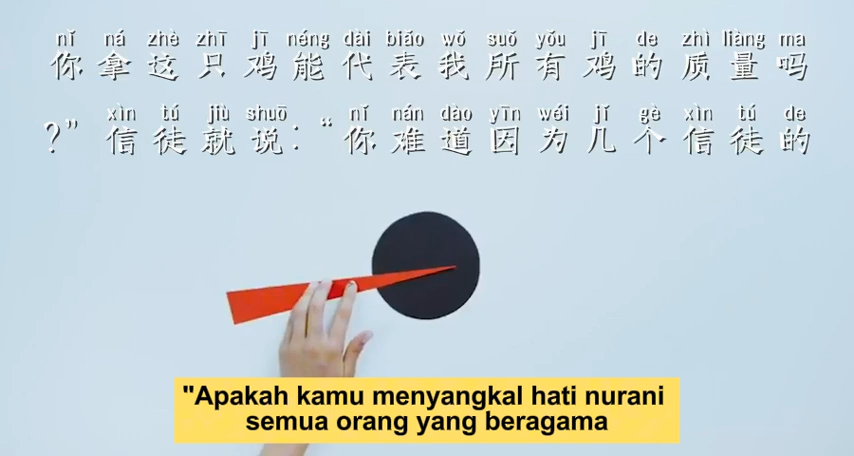 nǐ ná zhè zhī jī néng dài biǎo wǒ suǒ yǒu jī de zhì liàng ma
你拿这只鸡能代表我所有鸡的质量吗
xìn tú jiù shuō nǐ nán dào yīn wéi jǐ gè xìn tú de
?” 信徒就说：“你难道因为几个信徒的
"Apakah kamu menyangkal hati nurani
semua orang yang beragama